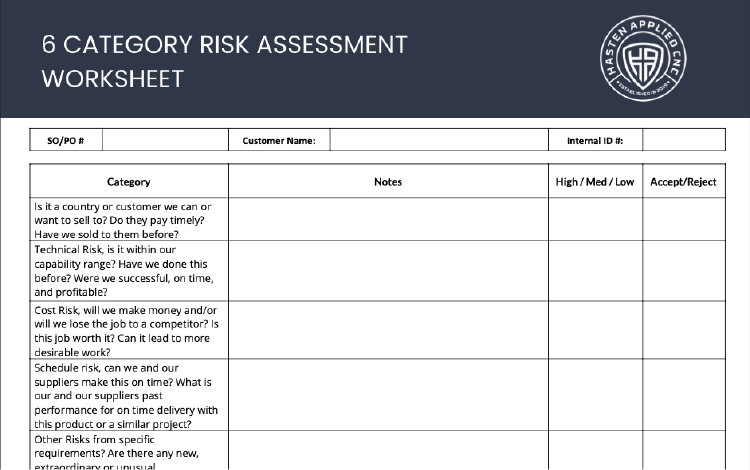 6 CATEGORY RISK ASSESSMENT
WORKSHEET
HASTEN APPLIED CNC
HA
SO/PO #
Customer Name:
Internal ID #:
Category
Notes
High / Med / Low
Accept/Reject
Is it a country or customer we can or
want to sell to? Do they pay timely?
Have we sold to them before?
Technical Risk, is it within our
capability range? Have we done this
before? Were we successful, on time,
and profitable?
Cost Risk, will we make money and/or
will we lose the job to a competitor? Is
this job worth it? Can it lead to more
desirable work?
Schedule risk, can we and our
suppliers make this on time? What is
our and our suppliers past
performance for on time delivery with
this product or a similar project?
Other Risks from specific
requirements? Are there any new,
extraordinary or unusual